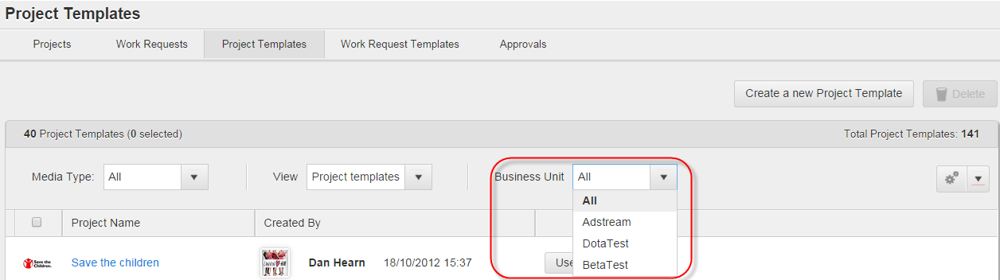 Project Templates
Projects Work Requests Project Templates Work Request Templates Approvals
Create a new Project Template Delete
40 Project Templates (0 selected) Total Project Templates: 141
Media Type: All View Project templates Business Unit All
All
Project Name Created By
Adstream
DotaTest
Save the Children.
Save the children Dan Hearn 18/10/2012 15:37 Use
BetaTest